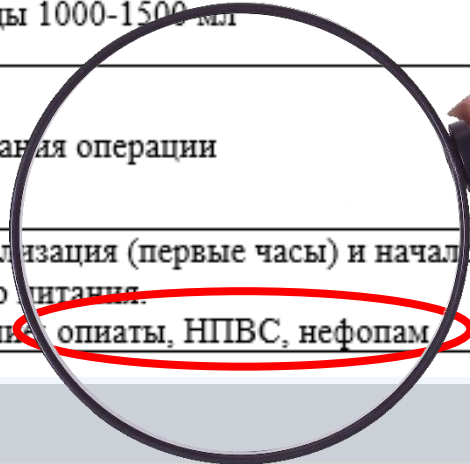 ды 1000-1500 мл
ания операции
лизация (первые часы) и начал
о питания.
опиаты, НПВС, нефопам